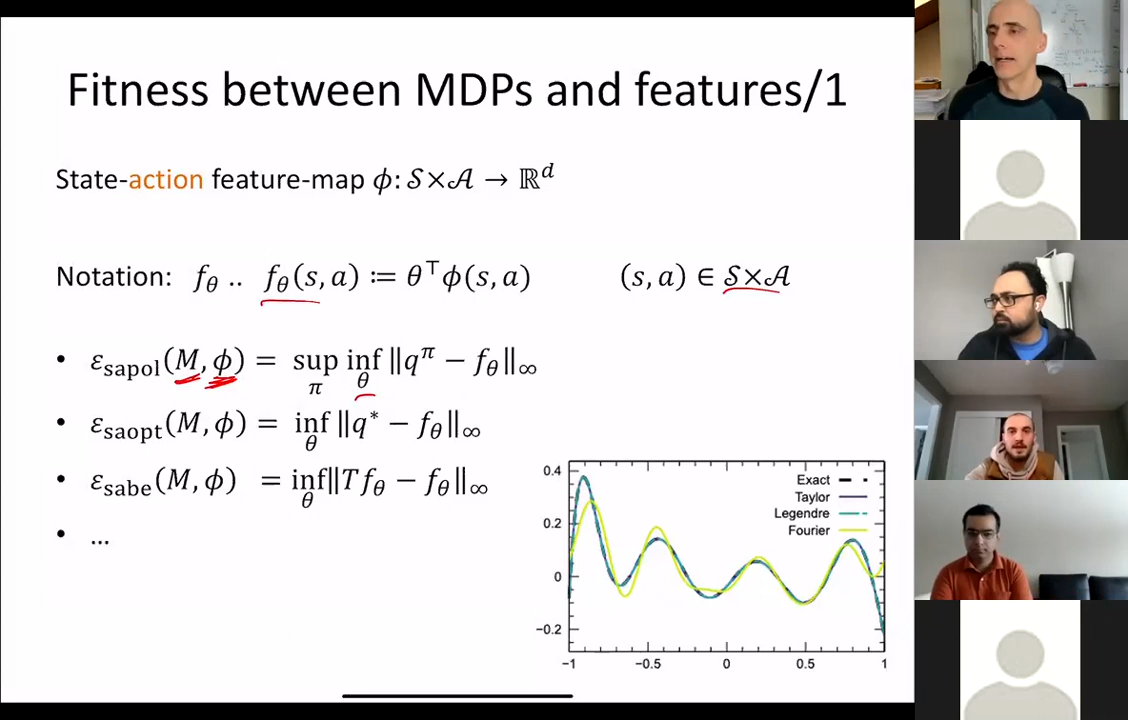 Fitness between MDPs and features/1
State-action feature-map ϕ: 𝒮×𝒜 → ℝ^d
Notation: f_θ .. f_θ(s, a) ≔ θ^⊤ϕ(s, a) (s, a) ∈ 𝒮×𝒜
• ε_sapol(M, ϕ) = sup_π inf_θ ‖q^π − f_θ‖_∞
• ε_saopt(M, ϕ) = inf_θ ‖q^* − f_θ‖_∞
• ε_sabe(M, ϕ) = inf_θ ‖T f_θ − f_θ‖_∞
• ...
Exact
Taylor
Legendre
Fourier
0.4
0.2
0
−0.2
−1 −0.5 0 0.5 1